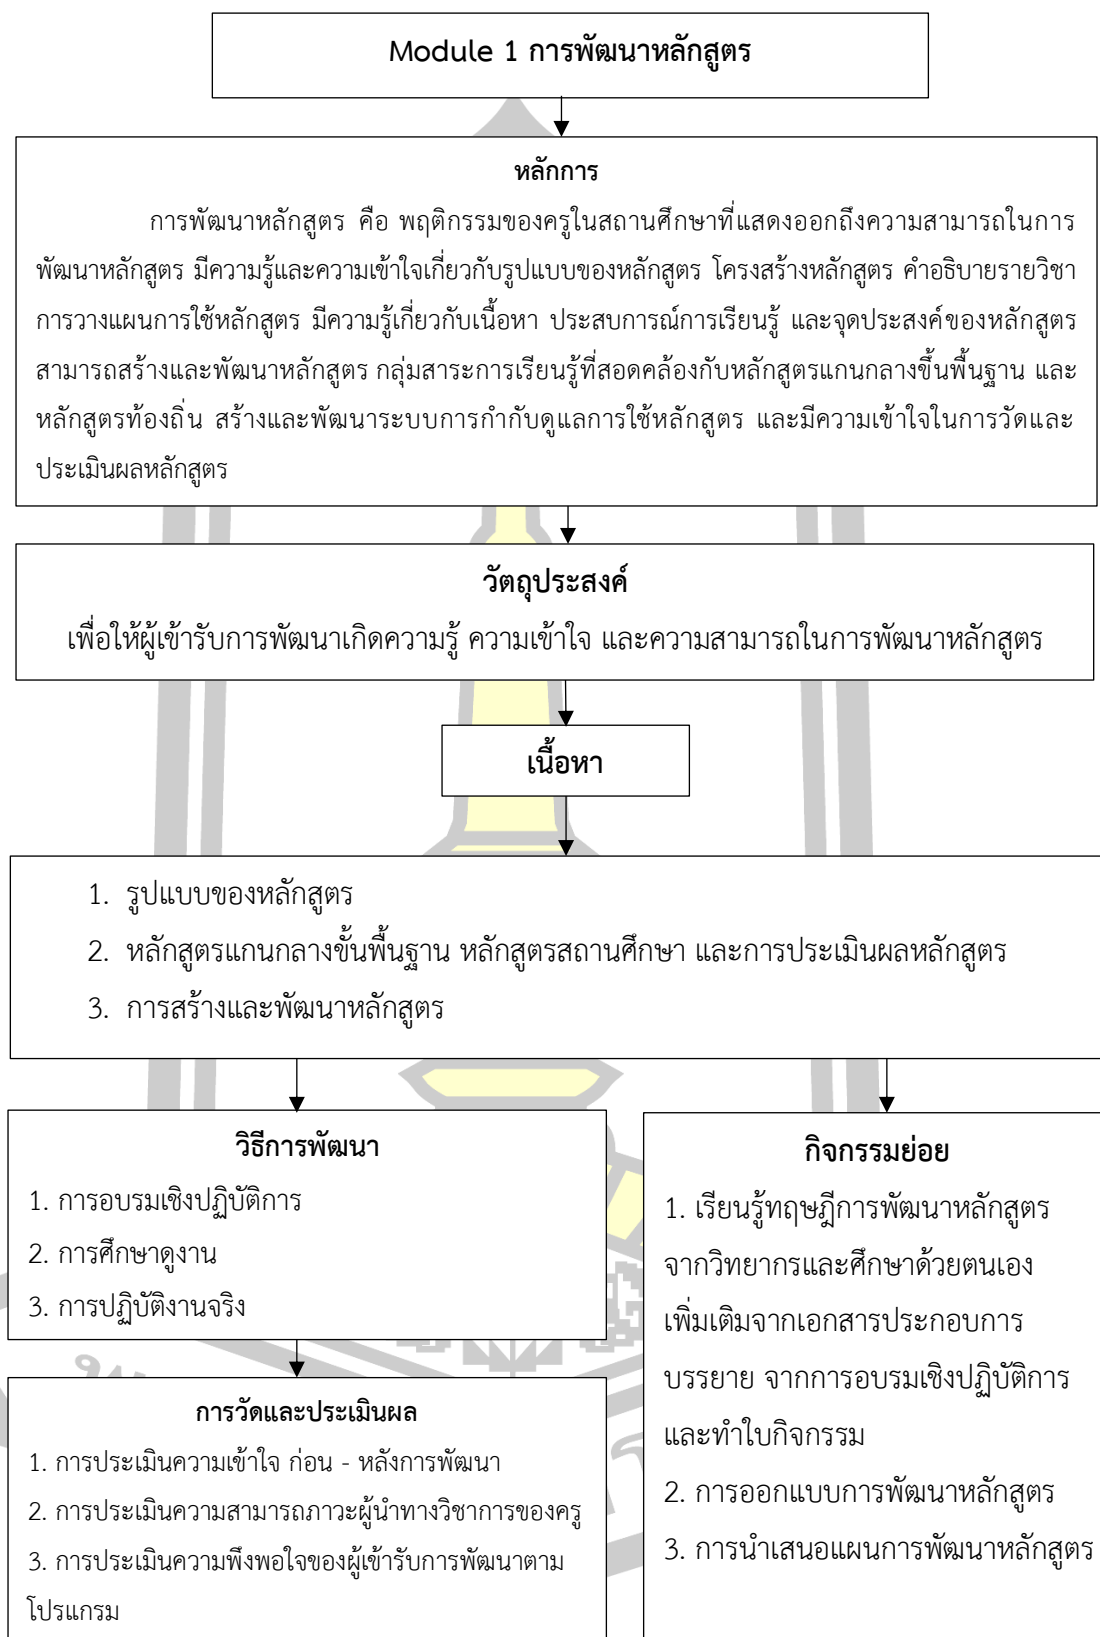 Module 1 การพัฒนาหลักสูตร
หลักการ
การพัฒนาหลักสูตร คือ พฤติกรรมของครูในสถานศึกษาที่แสดงออกถึงความสามารถในการ
พัฒนาหลักสูตร มีความรู้และความเข้าใจเกี่ยวกับรูปแบบของหลักสูตร โครงสร้างหลักสูตร คำอธิบายรายวิชา
การวางแผนการใช้หลักสูตร มีความรู้เกี่ยวกับเนื้อหา ประสบการณ์การเรียนรู้ และจุดประสงค์ของหลักสูตร
สามารถสร้างและพัฒนาหลักสูตร กลุ่มสาระการเรียนรู้ที่สอดคล้องกับหลักสูตรแกนกลางขึ้นพื้นฐาน และ
หลักสูตรท้องถิ่น สร้างและพัฒนาระบบการกำกับดูแลการใช้หลักสูตร และมีความเข้าใจในการวัดและ
ประเมินผลหลักสูตร
วัตถุประสงค์
เพื่อให้ผู้เข้ารับการพัฒนาเกิดความรู้ ความเข้าใจ และความสามารถในการพัฒนาหลักสูตร
เนื้อหา
1. รูปแบบของหลักสูตร
2. หลักสูตรแกนกลางขั้นพื้นฐาน หลักสูตรสถานศึกษา และการประเมินผลหลักสูตร
3. การสร้างและพัฒนาหลักสูตร
วิธีการพัฒนา
1. การอบรมเชิงปฏิบัติการ
2. การศึกษาดูงาน
3. การปฏิบัติงานจริง
การวัดและประเมินผล
1. การประเมินความเข้าใจ ก่อน - หลังการพัฒนา
2. การประเมินความสามารถภาวะผู้นำทางวิชาการของครู
3. การประเมินความพึงพอใจของผู้เข้ารับการพัฒนาตาม
โปรแกรม
กิจกรรมย่อย
1. เรียนรู้ทฤษฎีการพัฒนาหลักสูตร
จากวิทยากรและศึกษาด้วยตนเอง
เพิ่มเติมจากเอกสารประกอบการ
บรรยาย จากการอบรมเชิงปฏิบัติการ
และทำใบกิจกรรม
2. การออกแบบการพัฒนาหลักสูตร
3. การนำเสนอแผนการพัฒนาหลักสูตร